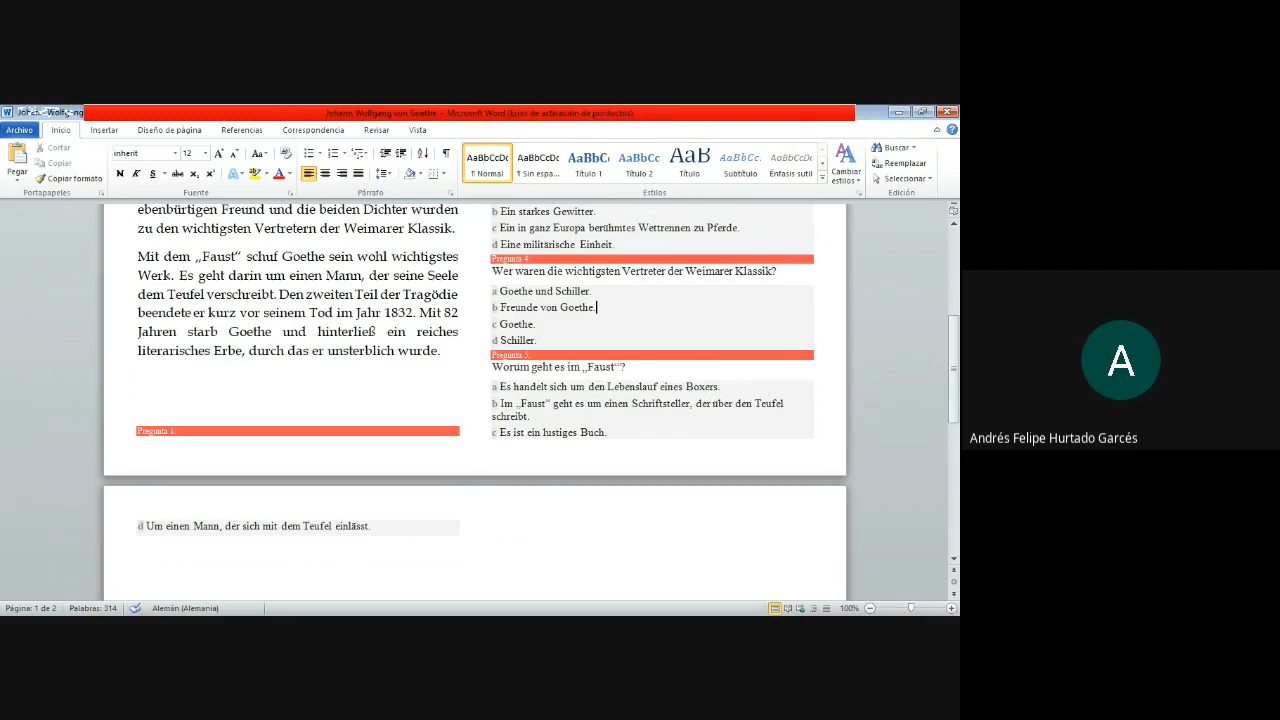 Johann Wolfgang von Goethe - Microsoft Word (Error de activación de productos)
Archivo Inicio Insertar Diseño de página Referencias Correspondencia Revisar Vista
Pegar
Cortar
Copiar
Copiar formato
Portapapeles
inherit 12
N K S abc x₂ x²
Fuente
Párrafo
AaBbCcDc AaBbCcDc AaBbC AaBbCc AaB AaBbCc. AaBbCcDc
¶ Normal ¶ Sin espa... Título 1 Título 2 Título Subtítulo Énfasis sutil
Cambiar estilos
Estilos
Buscar
Reemplazar
Seleccionar
Edición
ebenbürtigen Freund und die beiden Dichter wurden
zu den wichtigsten Vertretern der Weimarer Klassik.
Mit dem „Faust“ schuf Goethe sein wohl wichtigstes
Werk. Es geht darin um einen Mann, der seine Seele
dem Teufel verschreibt. Den zweiten Teil der Tragödie
beendete er kurz vor seinem Tod im Jahr 1832. Mit 82
Jahren starb Goethe und hinterließ ein reiches
literarisches Erbe, durch das er unsterblich wurde.
Pregunta 1:
b Ein starkes Gewitter.
c Ein in ganz Europa berühmtes Wettrennen zu Pferde.
d Eine militärische Einheit.
Pregunta 4:
Wer waren die wichtigsten Vertreter der Weimarer Klassik?
a Goethe und Schiller.
b Freunde von Goethe.
c Goethe.
d Schiller.
Pregunta 5:
Worum geht es im „Faust“?
a Es handelt sich um den Lebenslauf eines Boxers.
b Im „Faust“ geht es um einen Schriftsteller, der über den Teufel
schreibt.
c Es ist ein lustiges Buch.
d Um einen Mann, der sich mit dem Teufel einlässt.
Página: 1 de 2 Palabras: 314 Alemán (Alemania) 100%
A
Andrés Felipe Hurtado Garcés